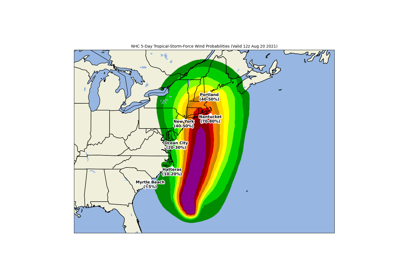 NHC 5-Day Tropical-Storm-Force Wind Probabilities (Valid 12z Aug 20 2021)
Portland
(40-50%)
Nantucket
(70-80%)
New York
(40-50%)
Ocean City
(20-30%)
Hatteras
(10-20%)
Myrtle Beach
(<5%)